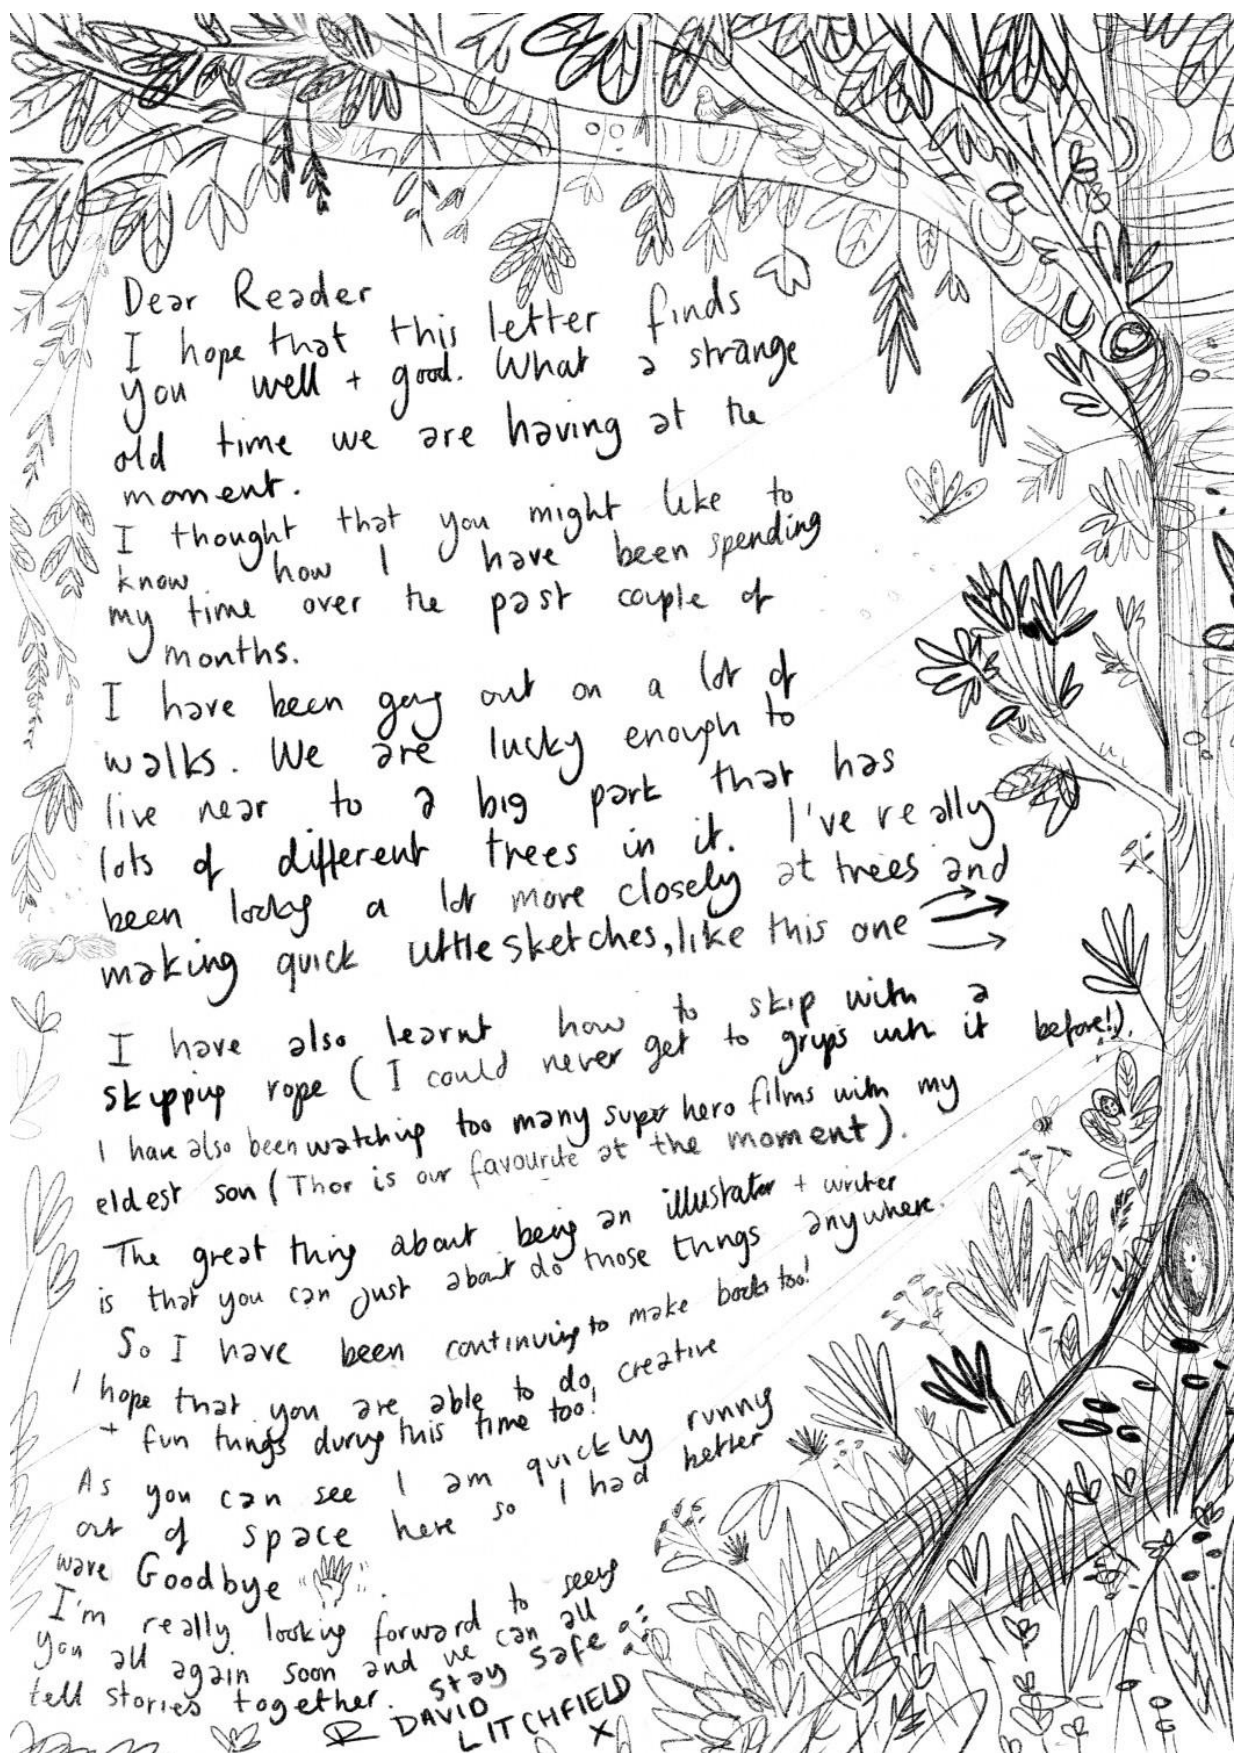 Dear Reader
I hope that this letter finds
you well + good. What a strange
old time we are having at the
moment.
I thought that you might like to
know how I have been spending
my time over the past couple of
months.
I have been going out on a lot of
walks. We are lucky enough to
live near to a big park that has
lots of different trees in it. I've really
been looking a lot more closely at trees and
making quick little sketches, like this one
I have also learnt how to skip with a
skipping rope (I could never get to grips with it before!).
I have also been watching too many super hero films with my
eldest son (Thor is our favourite at the moment).
The great thing about being an illustrator + writer
is that you can just about do those things anywhere.
So I have been continuing to make books too!
I hope that you are able to do creative
+ fun things during this time too!
As you can see I am quickly running
out of space here so I had better
wave Goodbye
I'm really looking forward to seeing
you all again soon and we can all
tell stories together. Stay safe
DAVID
LITCHFIELD
X